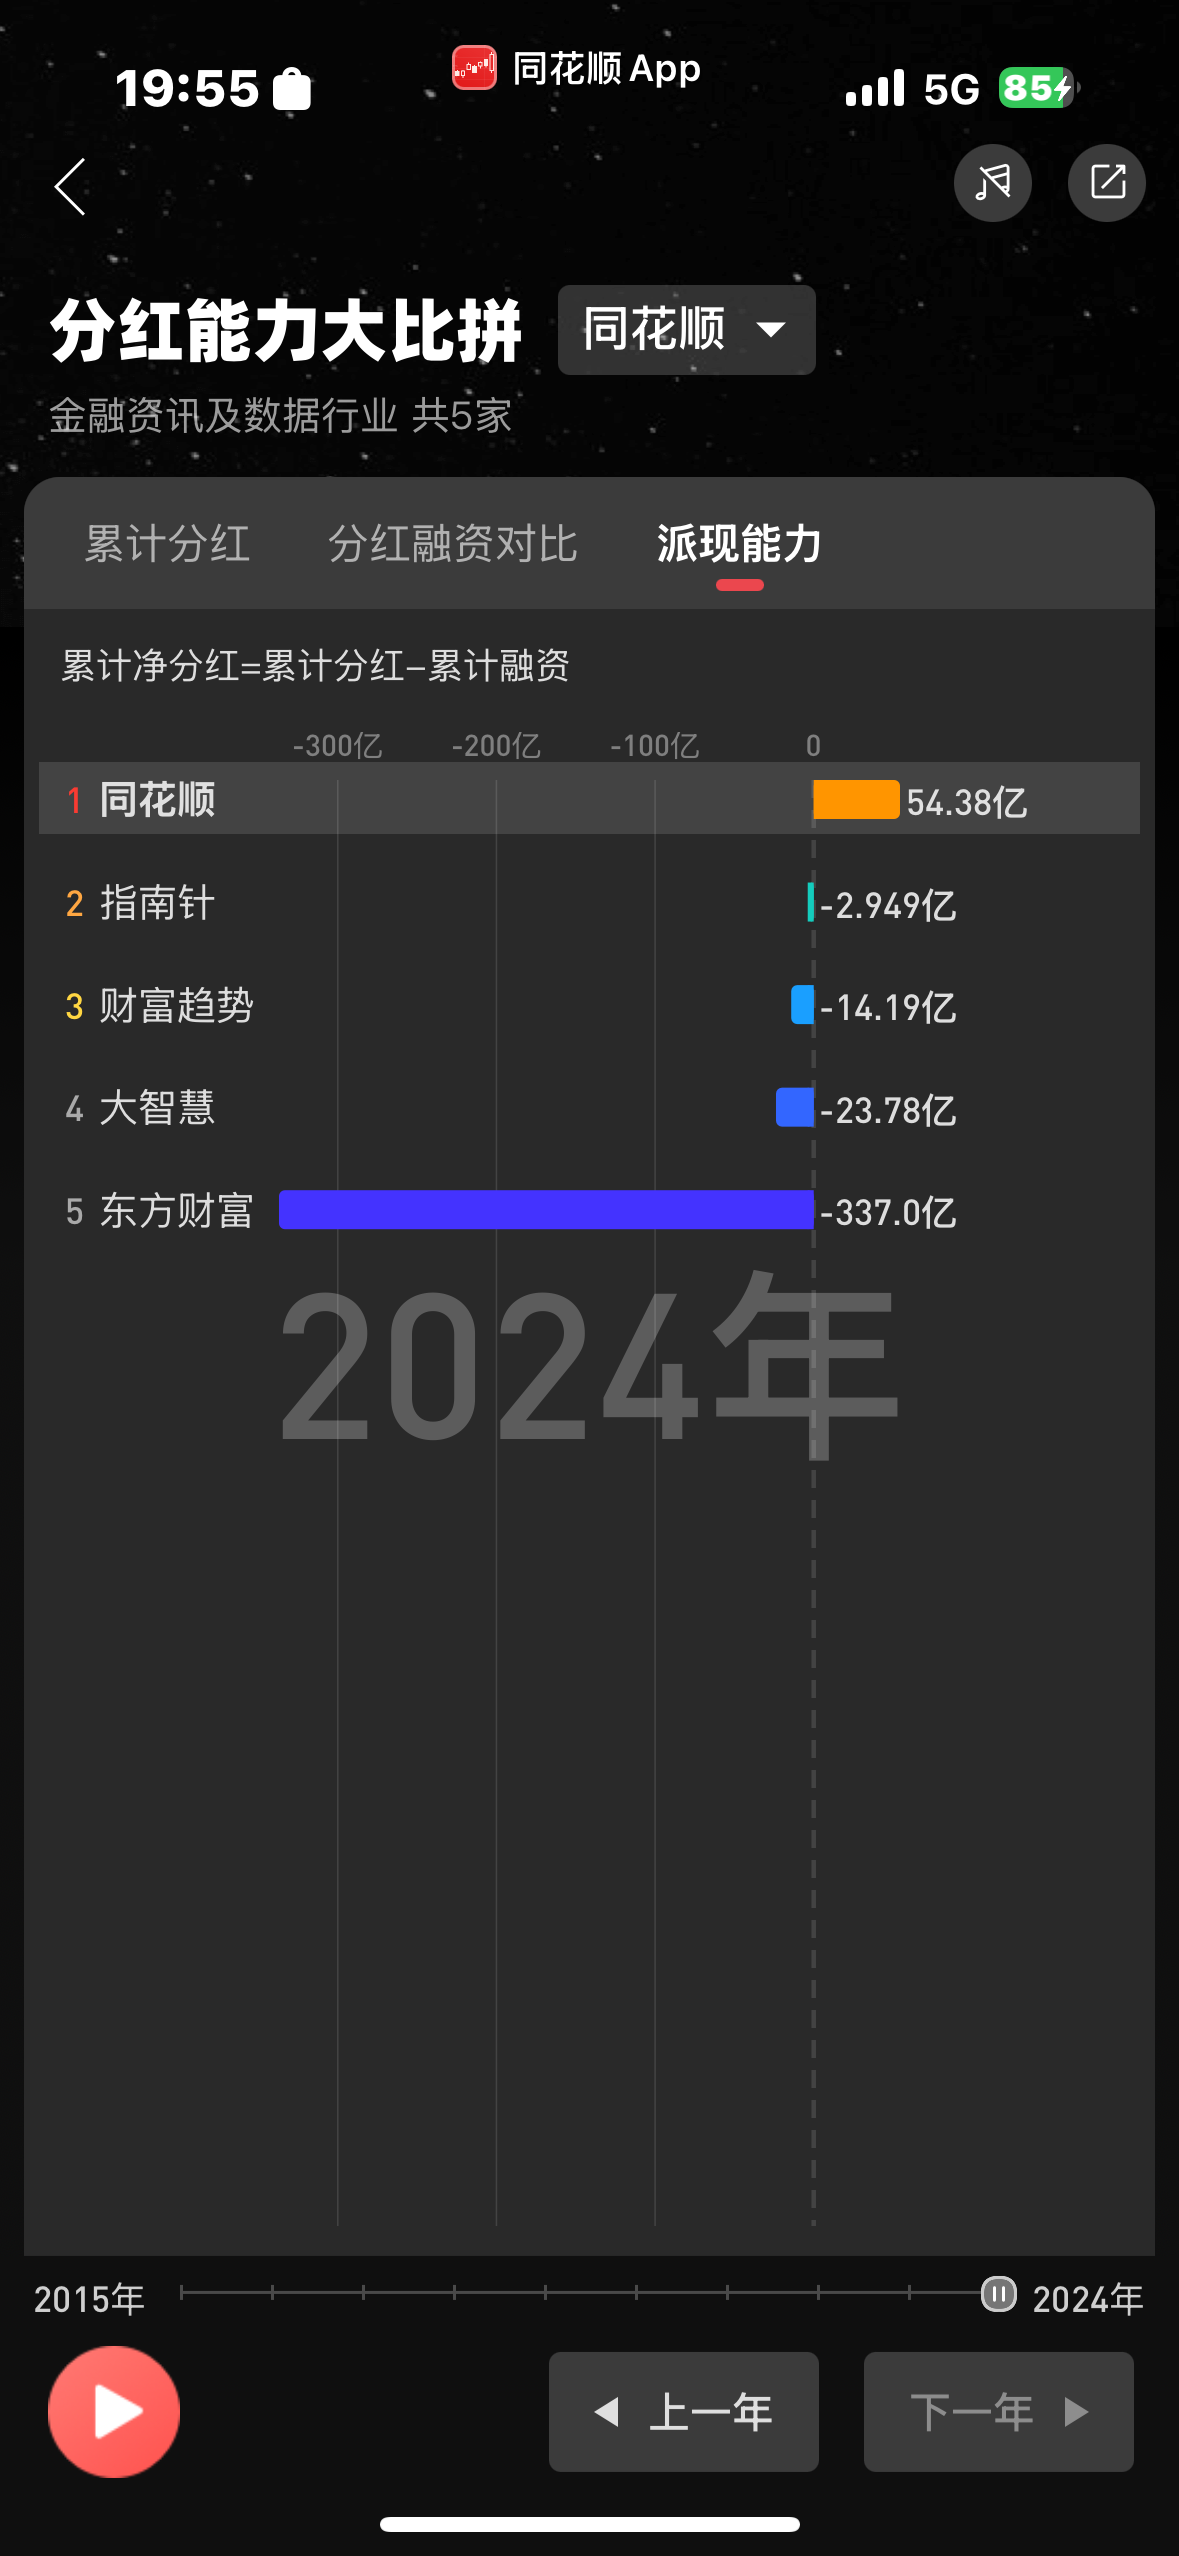 19:55
同花顺 App
5G
85
分红能力大比拼
同花顺
金融资讯及数据行业 共5家
累计分红 分红融资对比 派现能力
累计净分红=累计分红-累计融资
-300亿 -200亿 -100亿 0
1 同花顺 54.38亿
2 指南针 -2.949亿
3 财富趋势 -14.19亿
4 大智慧 -23.78亿
5 东方财富 -337.0亿
2024年
2015年 2024年
上一年 下一年